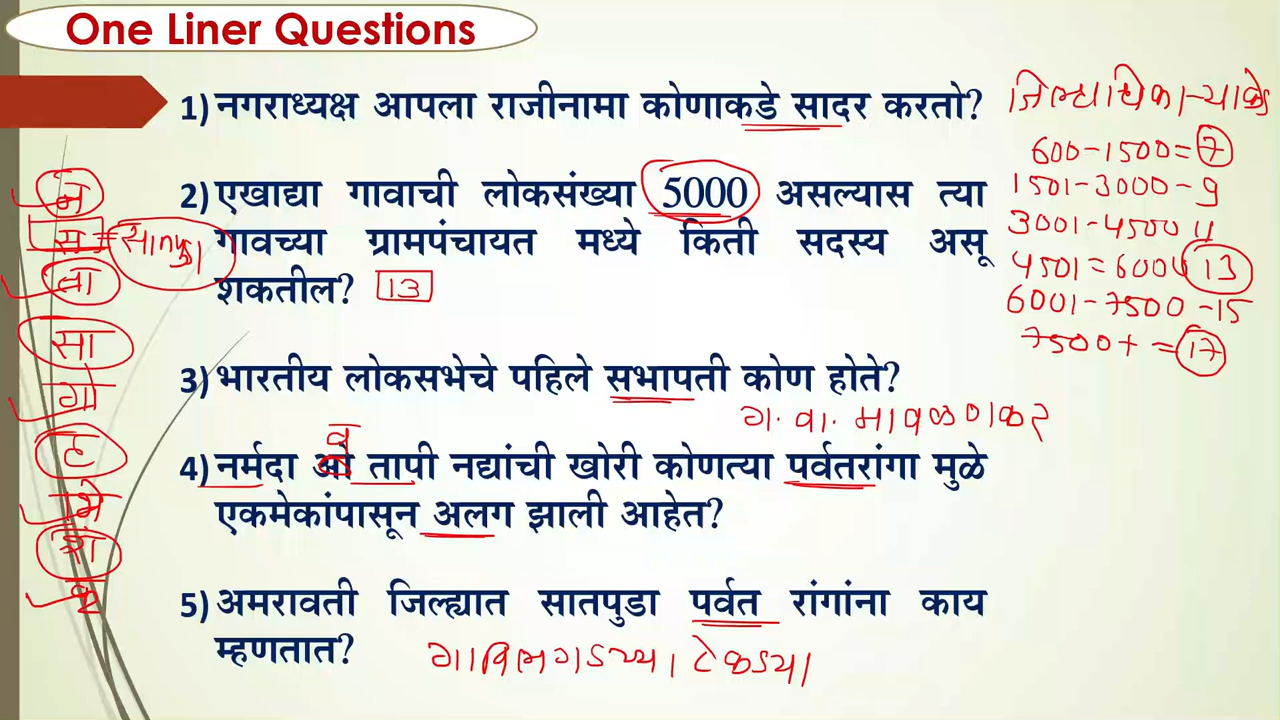 One Liner Questions
1) नगराध्यक्ष आपला राजीनामा कोणाकडे सादर करतो?
जिल्हाधिकाऱ्याकडे
600-1500=7
1501-3000-9
3001-4500 11
4501=6000 13
6001-7500 -15
7500+ =17
2) एखाद्या गावाची लोकसंख्या 5000 असल्यास त्या
गावच्या ग्रामपंचायत मध्ये किती सदस्य असू
शकतील? 13
3) भारतीय लोकसभेचे पहिले सभापती कोण होते?
ग. वा. मावळणकर
व
4) नर्मदा ओ तापी नद्यांची खोरी कोणत्या पर्वतरांगा मुळे
एकमेकांपासून अलग झाली आहेत?
5) अमरावती जिल्ह्यात सातपुडा पर्वत रांगांना काय
म्हणतात? गाविलगडच्या टेकड्या
न
स = सातपुडा
ता
सा
गो
ह
भे
शं
कृ